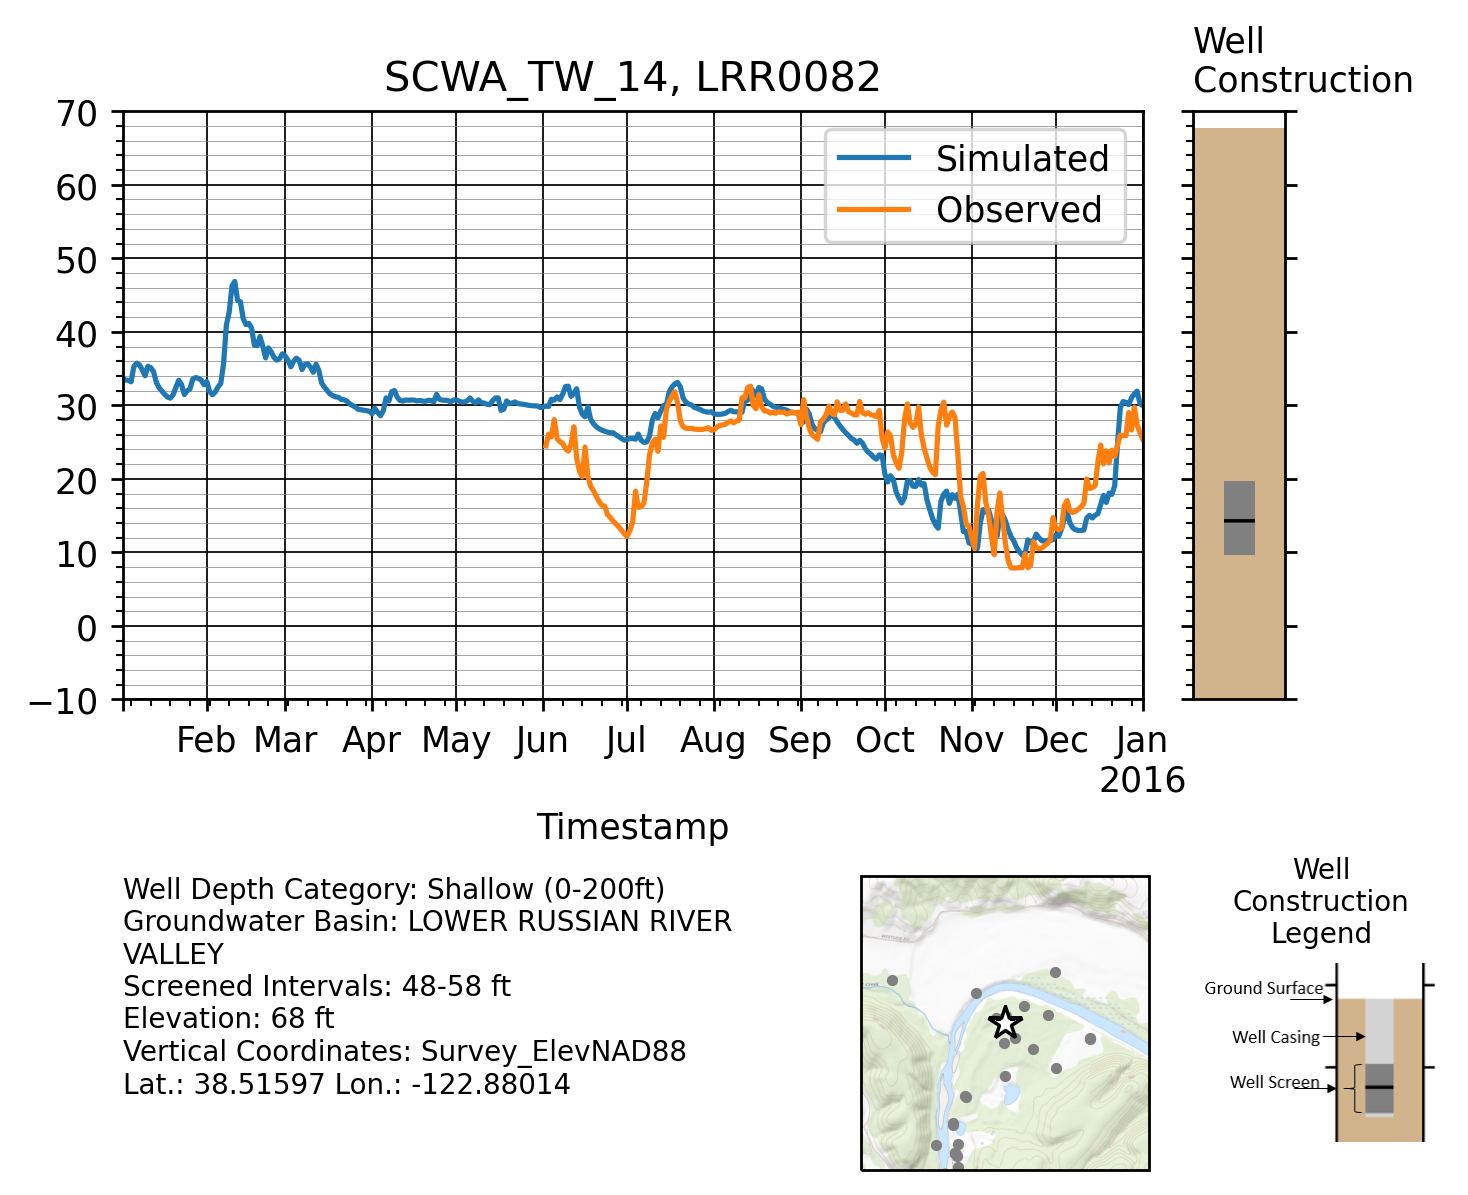 Well
Construction
SCWA_TW_14, LRR0082
70
60
50
40
30
20
10
0
−10
Simulated
Observed
Feb Mar Apr May Jun Jul Aug Sep Oct Nov Dec Jan
2016
Timestamp
Well Depth Category: Shallow (0-200ft)
Groundwater Basin: LOWER RUSSIAN RIVER
VALLEY
Screened Intervals: 48-58 ft
Elevation: 68 ft
Vertical Coordinates: Survey_ElevNAD88
Lat.: 38.51597 Lon.: -122.88014
Well
Construction
Legend
Ground Surface
Well Casing
Well Screen